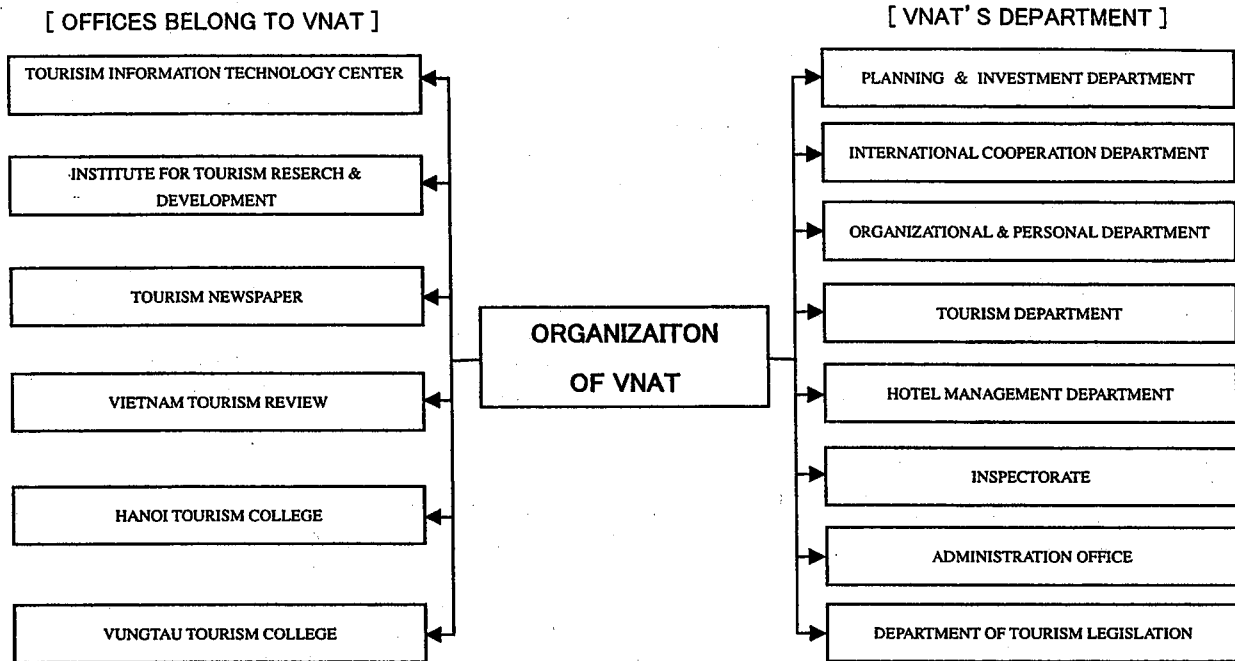 [ OFFICES BELONG TO VNAT ]
TOURISIM INFORMATION TECHNOLOGY CENTER
INSTITUTE FOR TOURISM RESERCH &
DEVELOPMENT
TOURISM NEWSPAPER
VIETNAM TOURISM REVIEW
HANOI TOURISM COLLEGE
VUNGTAU TOURISM COLLEGE
ORGANIZAITON
OF VNAT
[ VNAT'S DEPARTMENT ]
PLANNING & INVESTMENT DEPARTMENT
INTERNATIONAL COOPERATION DEPARTMENT
ORGANIZATIONAL & PERSONAL DEPARTMENT
TOURISM DEPARTMENT
HOTEL MANAGEMENT DEPARTMENT
INSPECTORATE
ADMINISTRATION OFFICE
DEPARTMENT OF TOURISM LEGISLATION